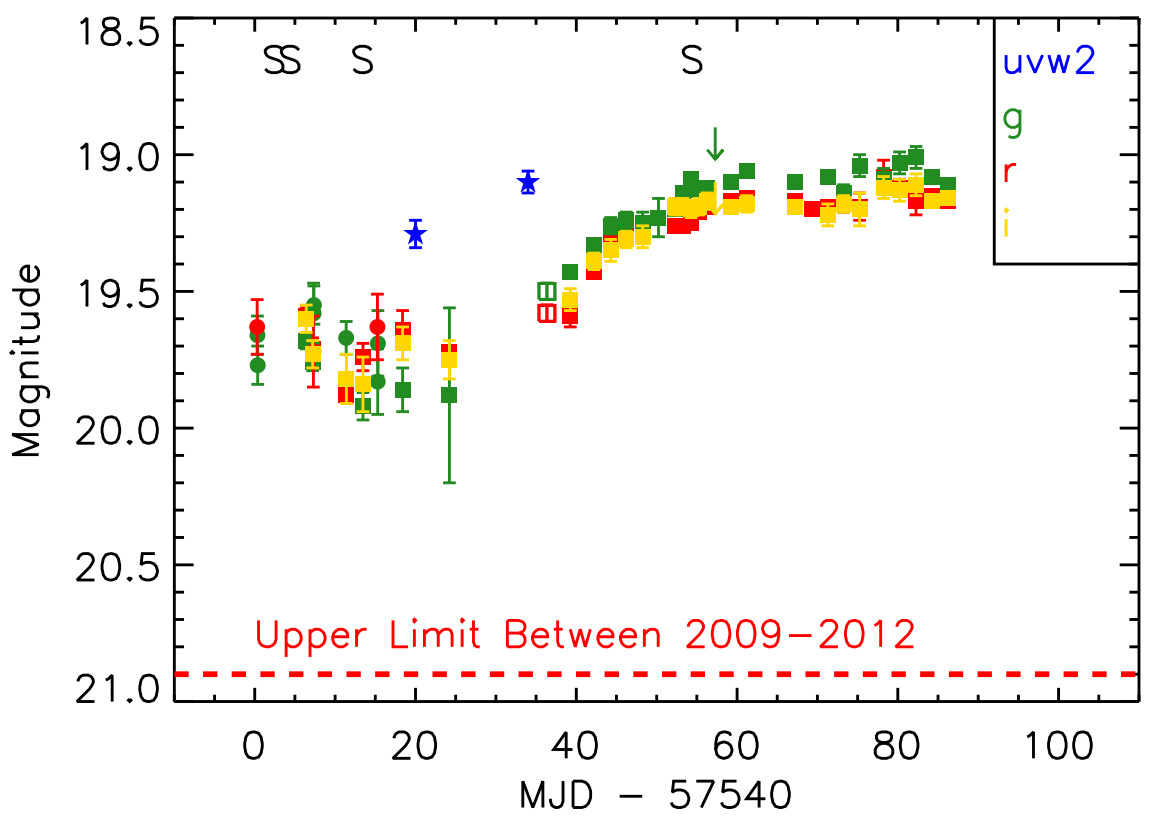 18.5
19.0
19.5
20.0
20.5
21.0
Magnitude
SS S S
uvw2
g
r
i
Upper Limit Between 2009-2012
0 20 40 60 80 100
MJD - 57540